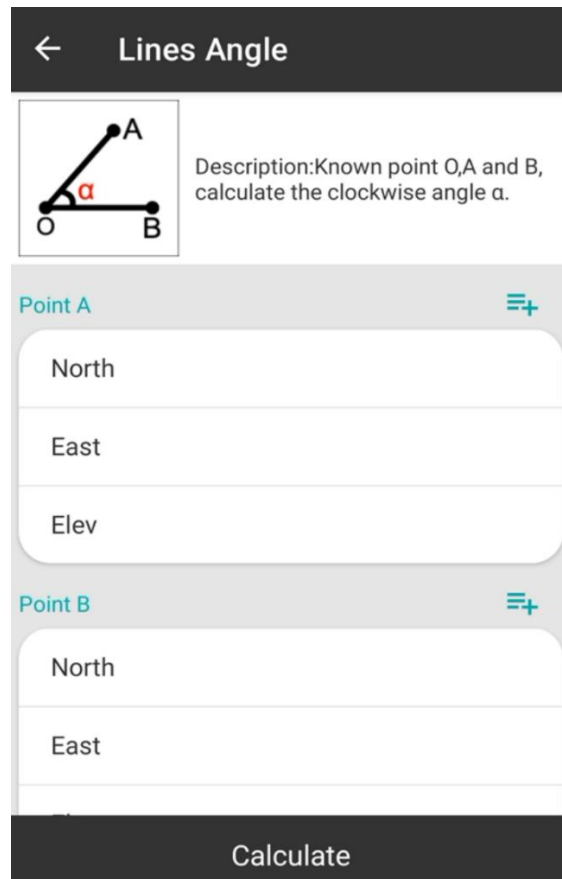 Lines Angle
A
α
O
B
Description:Known point O,A and B,
calculate the clockwise angle α.
Point A
North
East
Elev
Point B
North
East
Calculate